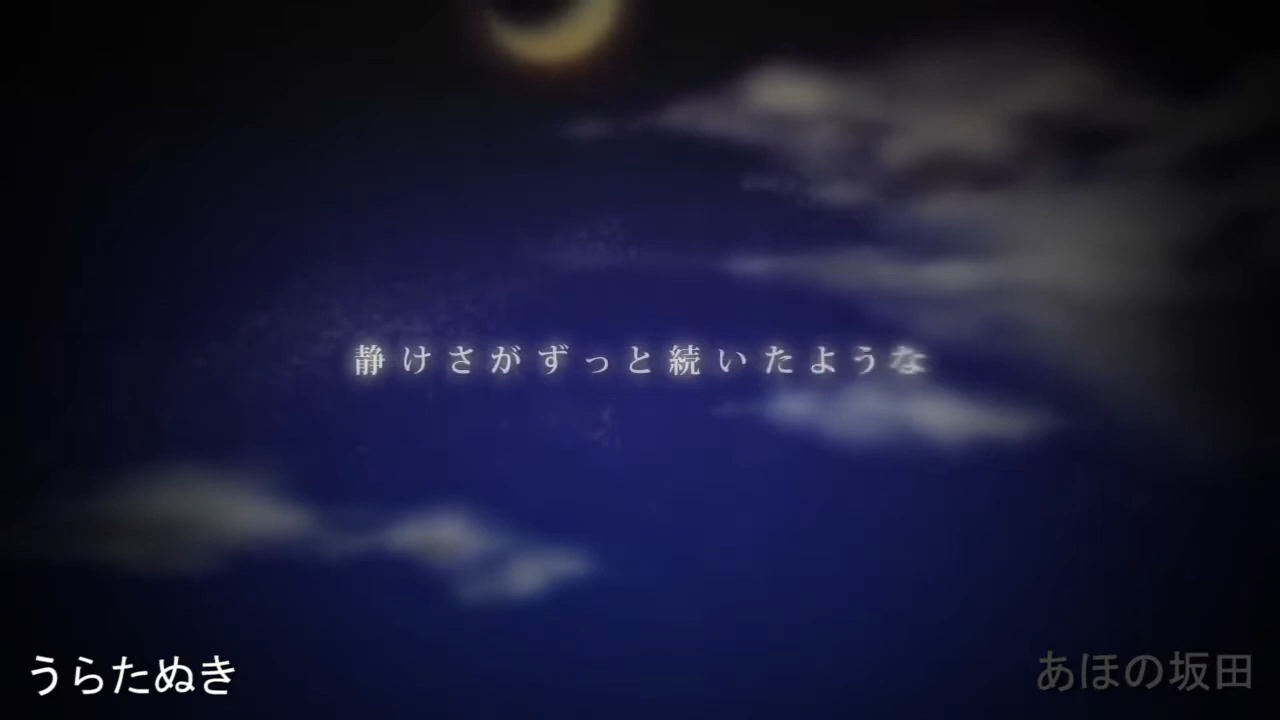 静けさがずっと続いたような
うらたぬき
あほの坂田